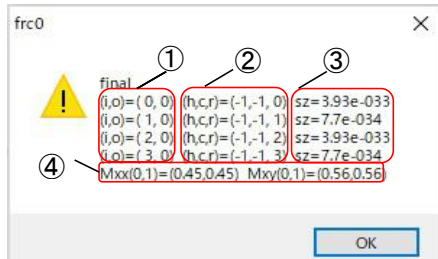 frc0
① ② ③
final
(i,o)=( 0, 0) (h,c,r)=(-1,-1, 0) sz=3.93e-033
(i,o)=( 1, 0) (h,c,r)=(-1,-1, 1) sz=7.7e-034
(i,o)=( 2, 0) (h,c,r)=(-1,-1, 2) sz=3.93e-033
(i,o)=( 3, 0) (h,c,r)=(-1,-1, 3) sz=7.7e-034
④ Mxx(0,1)=(0.45,0.45) Mxy(0,1)=(0.56,0.56)
OK